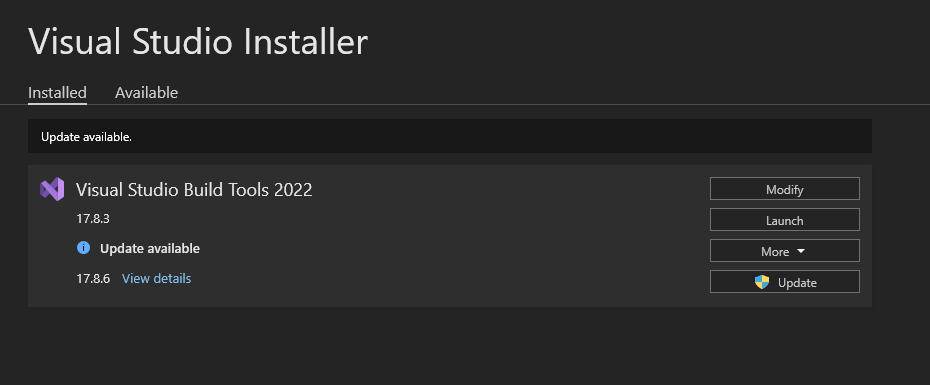 Visual Studio Installer
Installed Available
Update available.
Visual Studio Build Tools 2022
17.8.3
Update available
17.8.6 View details
Modify
Launch
More
Update